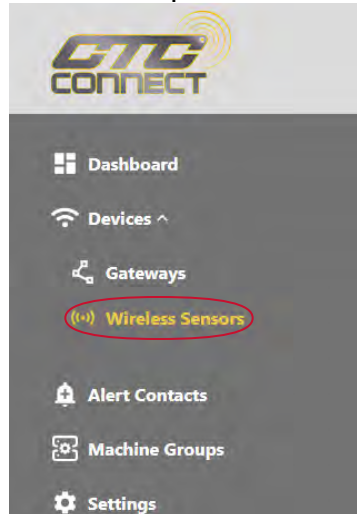 CTC
CONNECT
Dashboard
Devices ^
Gateways
Wireless Sensors
Alert Contacts
Machine Groups
Settings